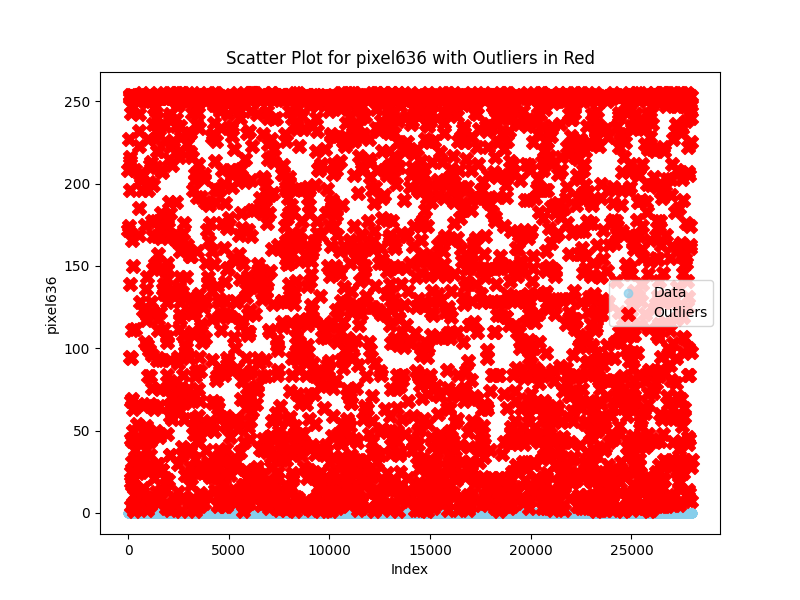 Scatter Plot for pixel636 with Outliers in Red
250
200
150
100
50
0
pixel636
Data
Outliers
0 5000 10000 15000 20000 25000
Index